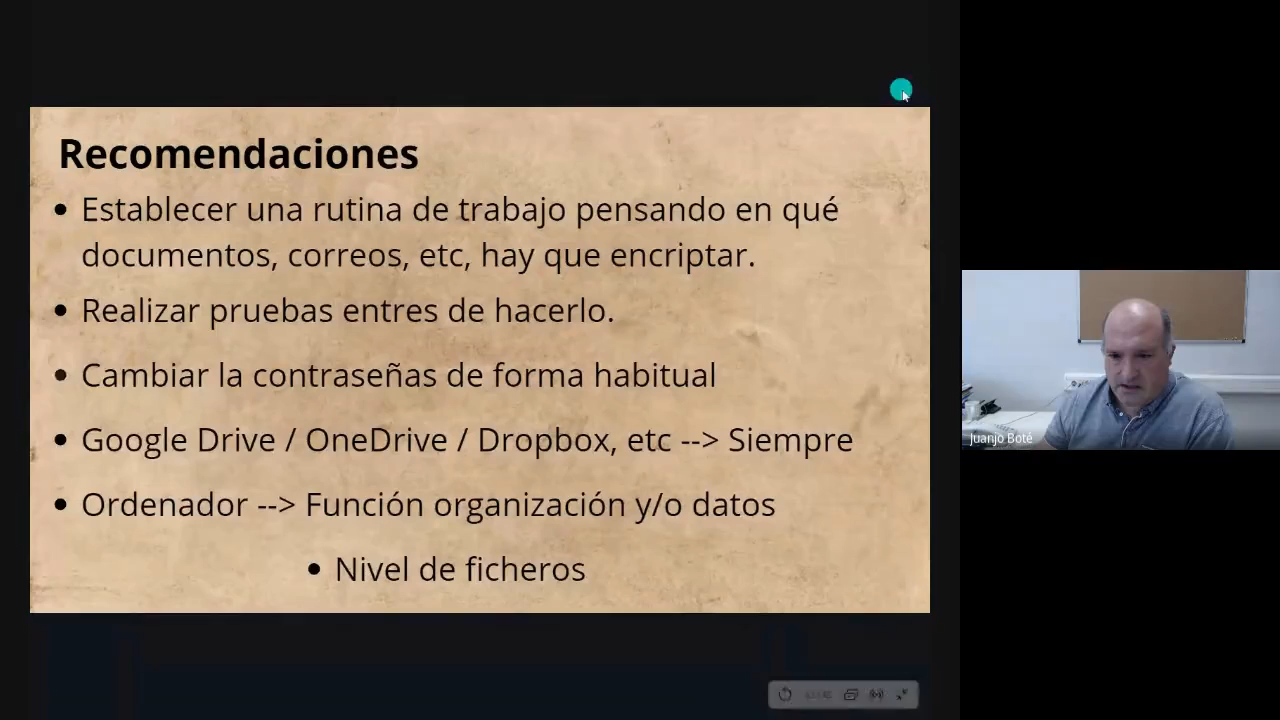 Recomendaciones
• Establecer una rutina de trabajo pensando en qué
documentos, correos, etc, hay que encriptar.
• Realizar pruebas entres de hacerlo.
• Cambiar la contraseñas de forma habitual
• Google Drive / OneDrive / Dropbox, etc --> Siempre
• Ordenador --> Función organización y/o datos
• Nivel de ficheros
Juanjo Boté